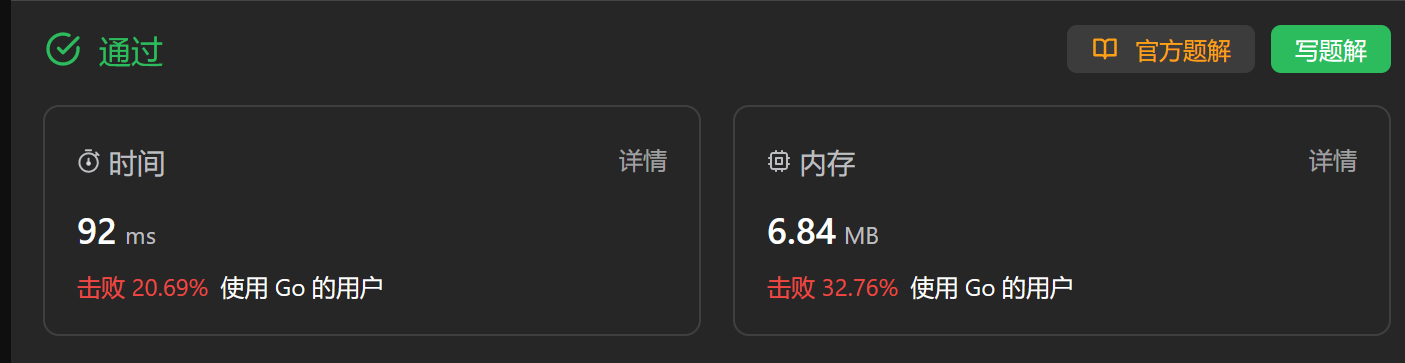 通过
官方题解
写题解
时间
详情
92 ms
击败 20.69% 使用 Go 的用户
内存
详情
6.84 MB
击败 32.76% 使用 Go 的用户